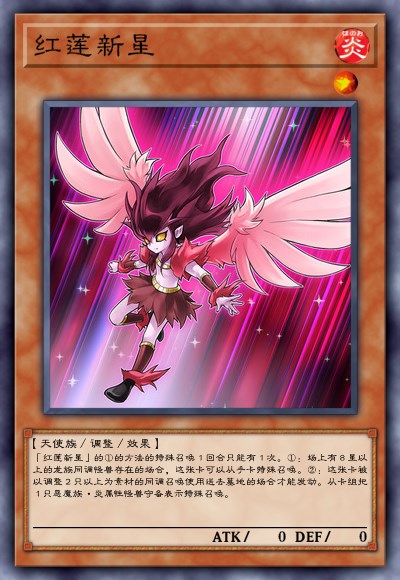 红莲新星
炎
ほのお
【天使族／调整／效果】
「红莲新星」的①的方法的特殊召唤1回合只能有1次。①：场上有8星以
上的龙族同调怪兽存在的场合，这张卡可以从手卡特殊召唤。②：这张卡被
以调整2只以上为素材的同调召唤使用送去墓地的场合才能发动。从卡组把
1只恶魔族·炎属性怪兽守备表示特殊召唤。
ATK/ 0 DEF/ 0